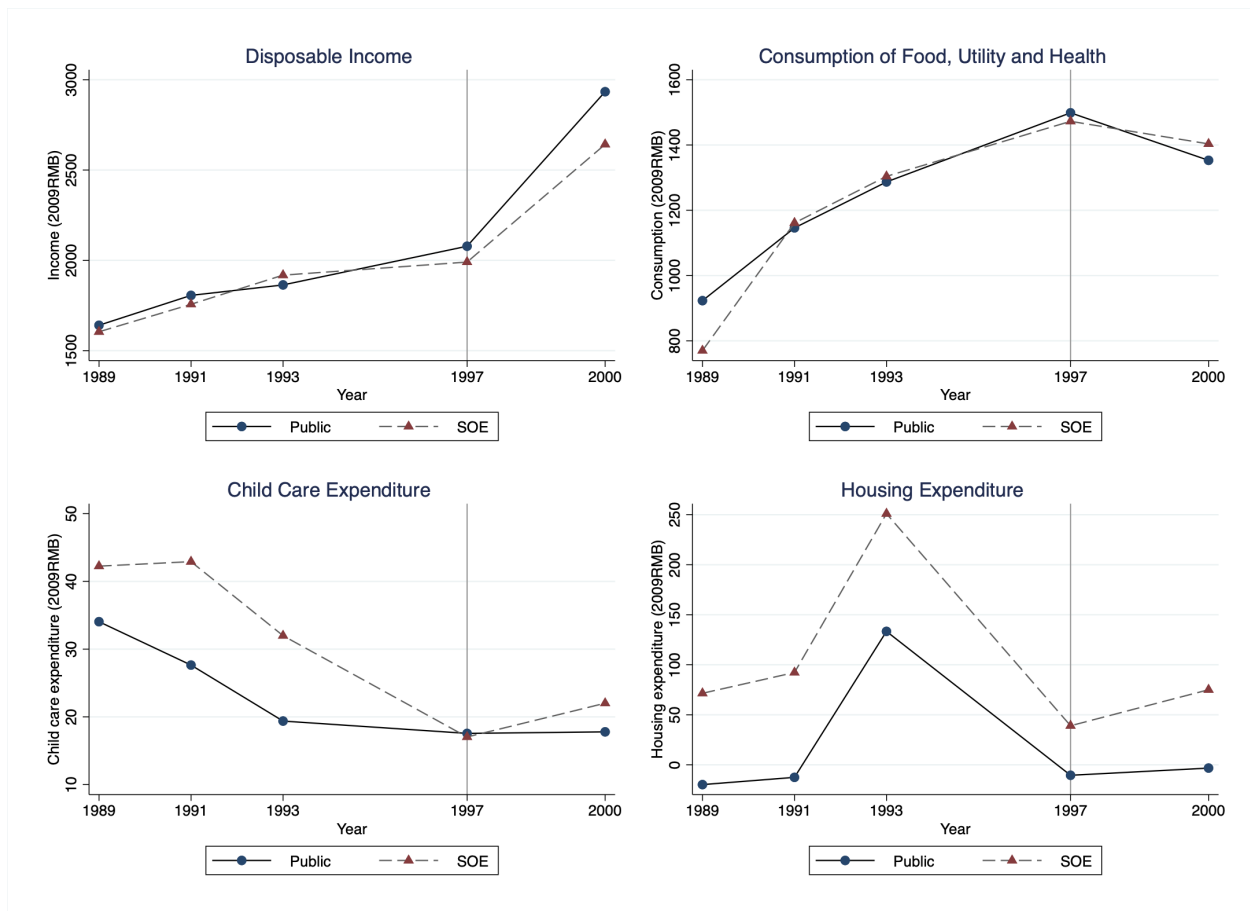 Disposable Income
Income (2009RMB)
3000
2500
2000
1500
1989 1991 1993 1997 2000
Year
Public SOE
Consumption of Food, Utility and Health
Consumption (2009RMB)
1600
1400
1200
1000
800
1989 1991 1993 1997 2000
Year
Public SOE
Child Care Expenditure
Child care expenditure (2009RMB)
50
40
30
20
10
1989 1991 1993 1997 2000
Year
Public SOE
Housing Expenditure
Housing expenditure (2009RMB)
250
200
150
100
50
0
1989 1991 1993 1997 2000
Year
Public SOE